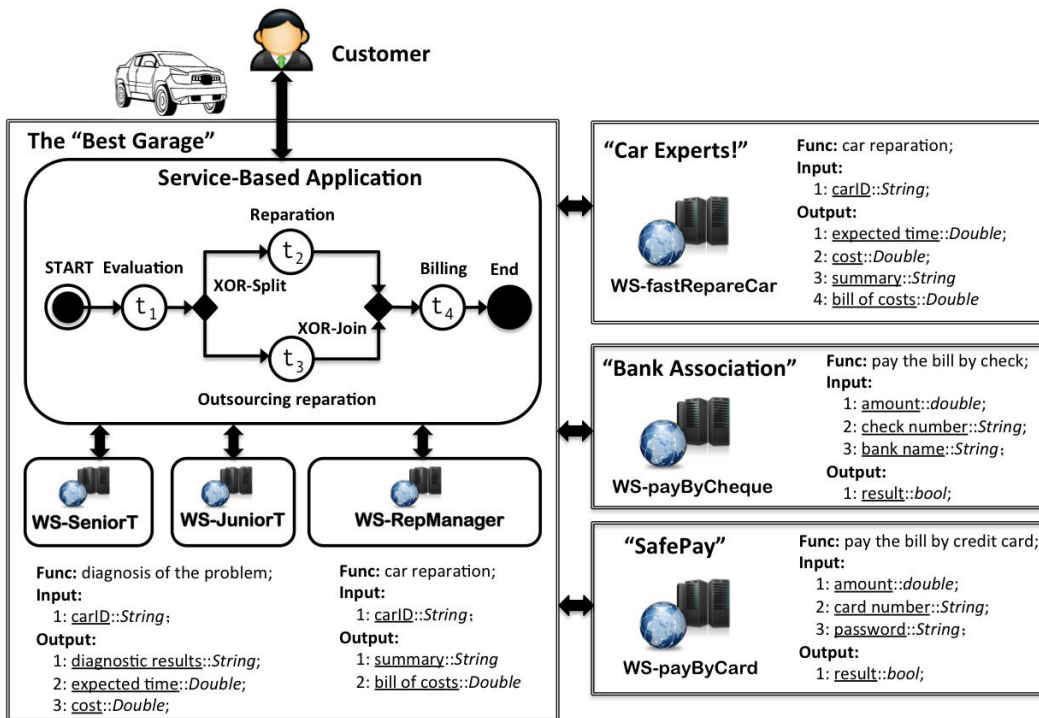 Customer
The “Best Garage”
Service-Based Application
Reparation
START
Evaluation
XOR-Split
t1
t2
t3
XOR-Join
Billing
t4
End
Outsourcing reparation
WS-SeniorT
WS-JuniorT
WS-RepManager
Func: diagnosis of the problem;
Input:
1: carID::String;
Output:
1: diagnostic results::String;
2: expected time::Double;
3: cost::Double;
Func: car reparation;
Input:
1: carID::String;
Output:
1: summary::String
2: bill of costs::Double
“Car Experts!”
WS-fastRepareCar
Func: car reparation;
Input:
1: carID::String;
Output:
1: expected time::Double;
2: cost::Double;
3: summary::String
4: bill of costs::Double
“Bank Association”
WS-payByCheque
Func: pay the bill by check;
Input:
1: amount::double;
2: check number::String;
3: bank name::String;
Output:
1: result::bool;
“SafePay”
WS-payByCard
Func: pay the bill by credit card;
Input:
1: amount::double;
2: card number::String;
3: password::String;
Output:
1: result::bool;